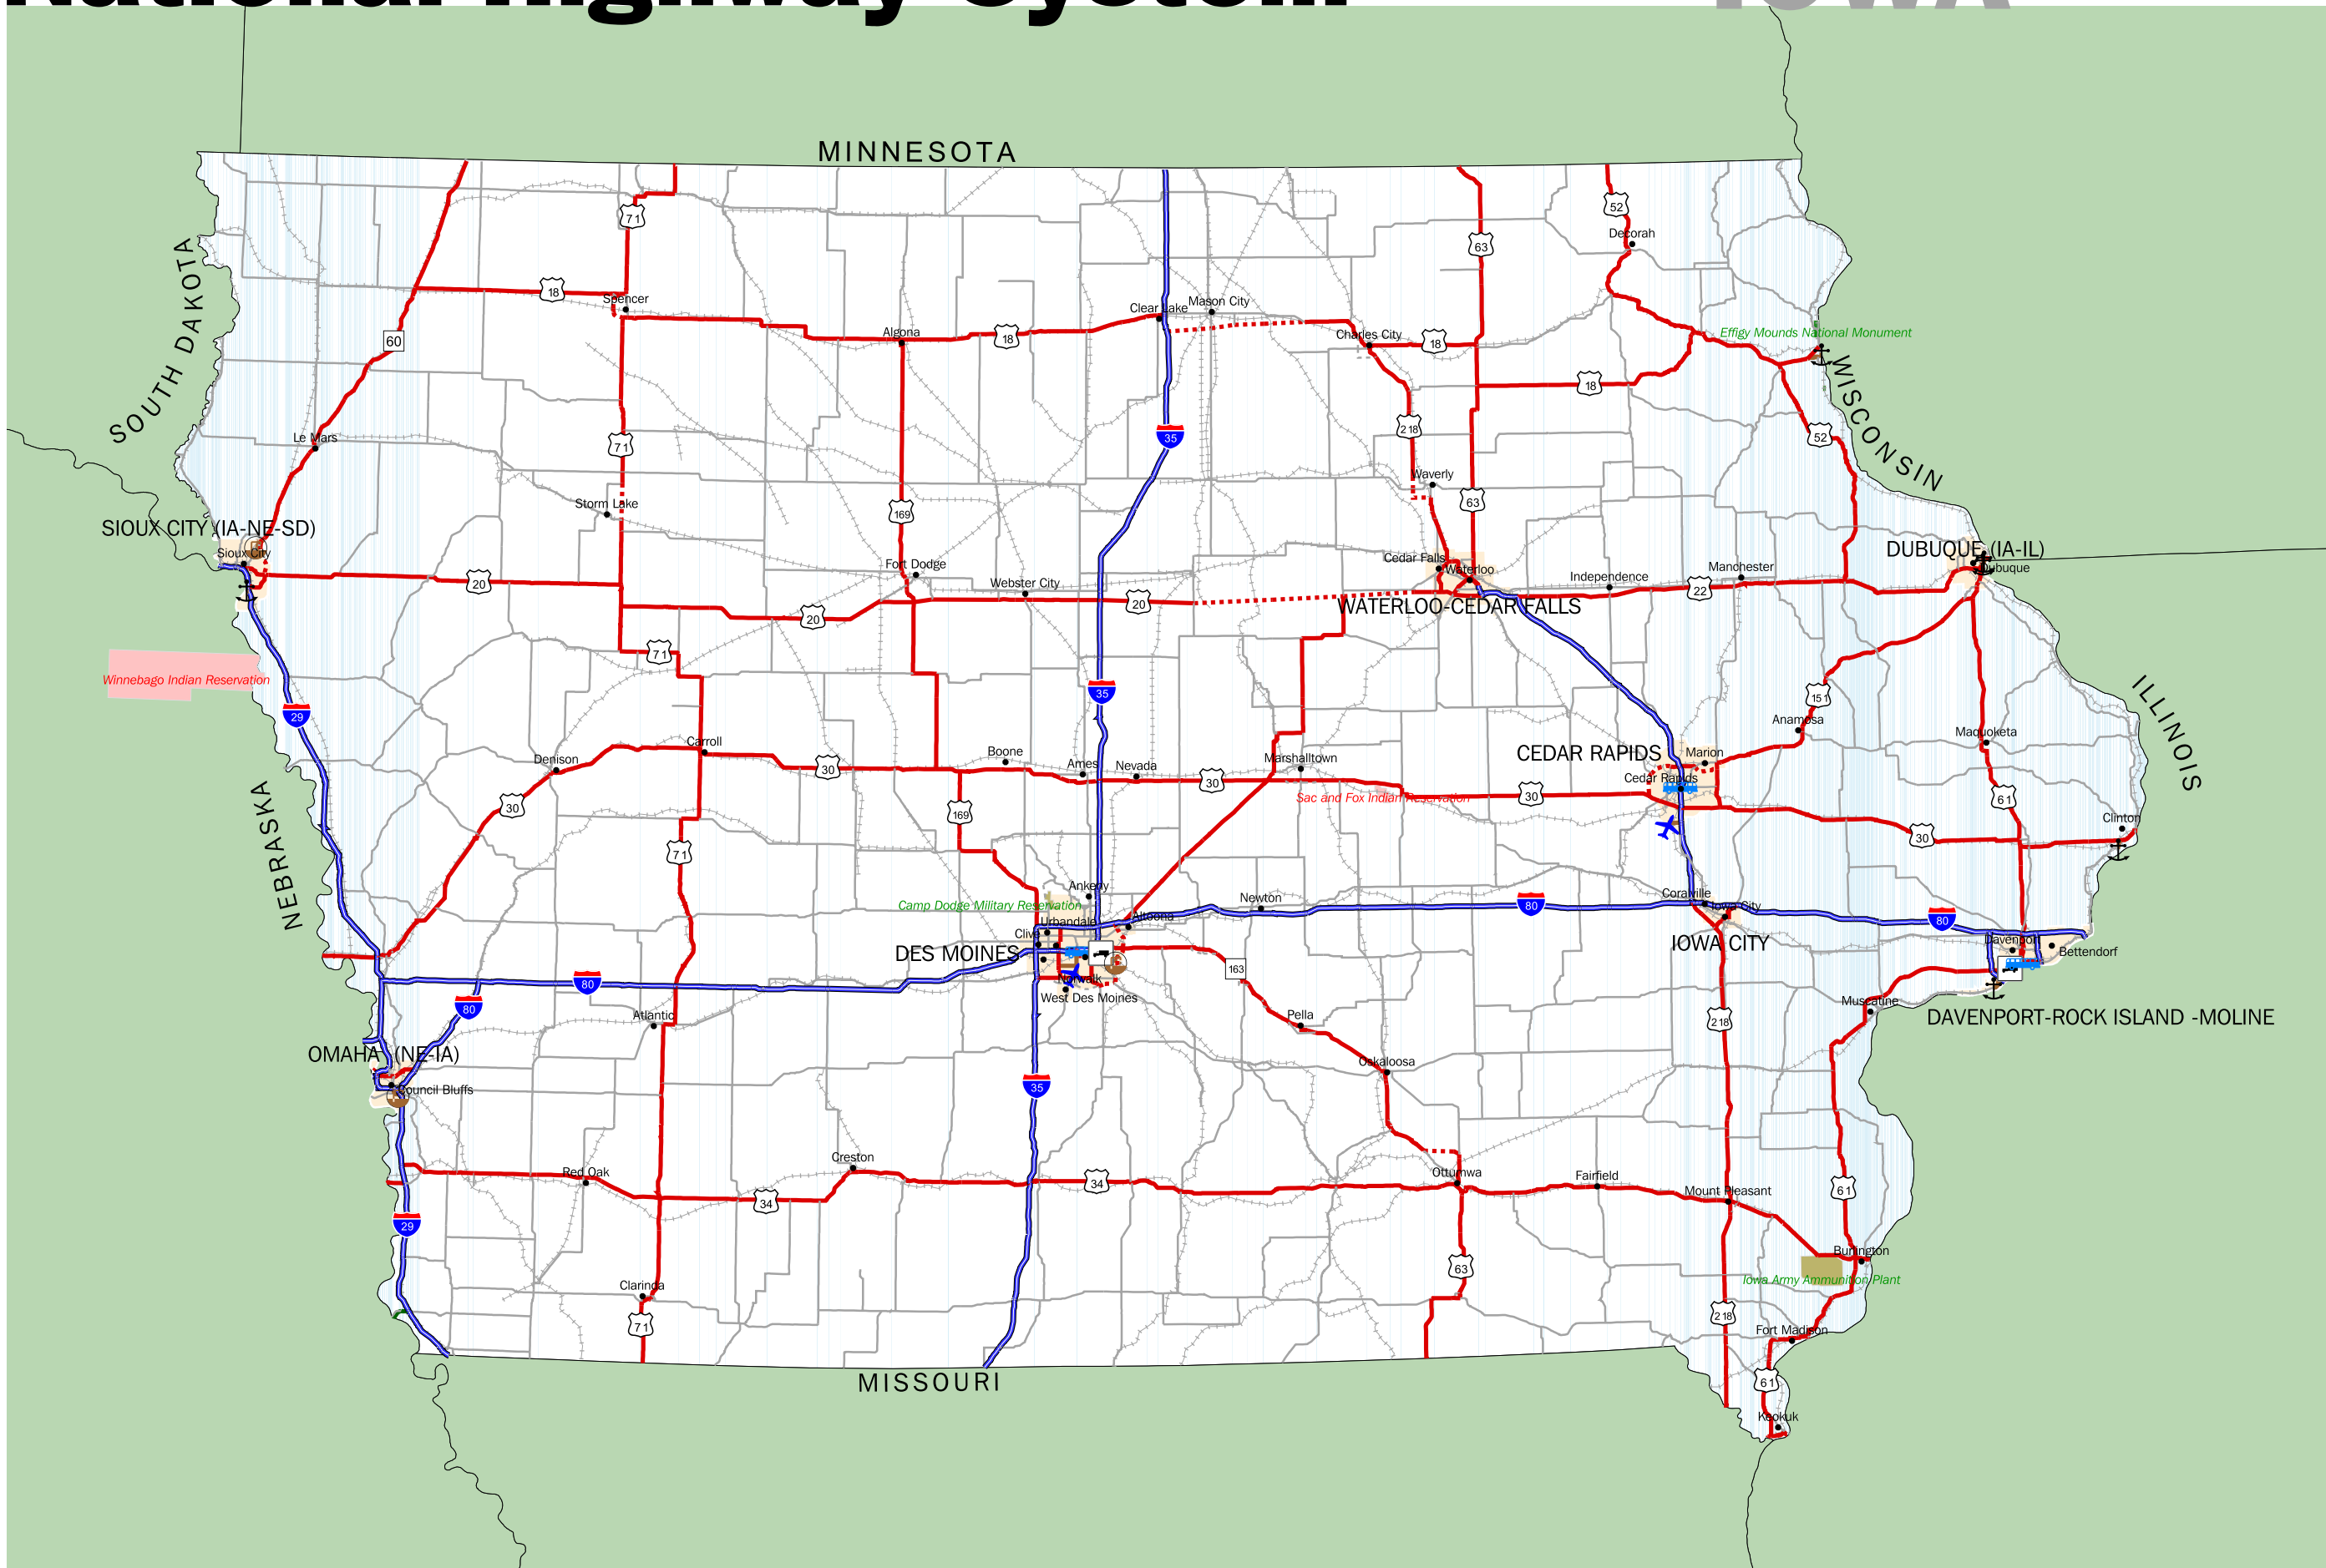 National Highway System
IOWA
MINNESOTA
SOUTH DAKOTA
WISCONSIN
ILLINOIS
NEBRASKA
MISSOURI
71
52
Decorah
63
18
Spencer
Clear Lake
Mason City
60
Algona
18
Charles City
18
Effigy Mounds National Monument
18
Le Mars
71
218
35
52
Waverly
Storm Lake
169
63
SIOUX CITY (IA-NE-SD)
Sioux City
DUBUQUE (IA-IL)
Dubuque
Cedar Falls
Waterloo
Fort Dodge
Webster City
Independence
Manchester
20
20
20
22
WATERLOO-CEDAR FALLS
71
Winnebago Indian Reservation
35
151
29
Anamosa
Maquoketa
Carroll
Denison
Boone
Ames
Nevada
Marshalltown
CEDAR RAPIDS
Marion
Cedar Rapids
30
30
30
30
Sac and Fox Indian Reservation
61
169
Clinton
30
71
Ankeny
Camp Dodge Military Reservation
Newton
Coralville
Iowa City
80
80
Urbandale
Altoona
Clive
DES MOINES
IOWA CITY
Davenport
Bettendorf
163
80
Norwalk
West Des Moines
80
Atlantic
Pella
218
Muscatine
DAVENPORT-ROCK ISLAND -MOLINE
OMAHA (NE-IA)
Council Bluffs
Oskaloosa
35
Creston
Red Oak
34
34
Ottumwa
Fairfield
Mount Pleasant
61
29
63
Burlington
Iowa Army Ammunition Plant
Clarinda
71
218
Fort Madison
61
Keokuk